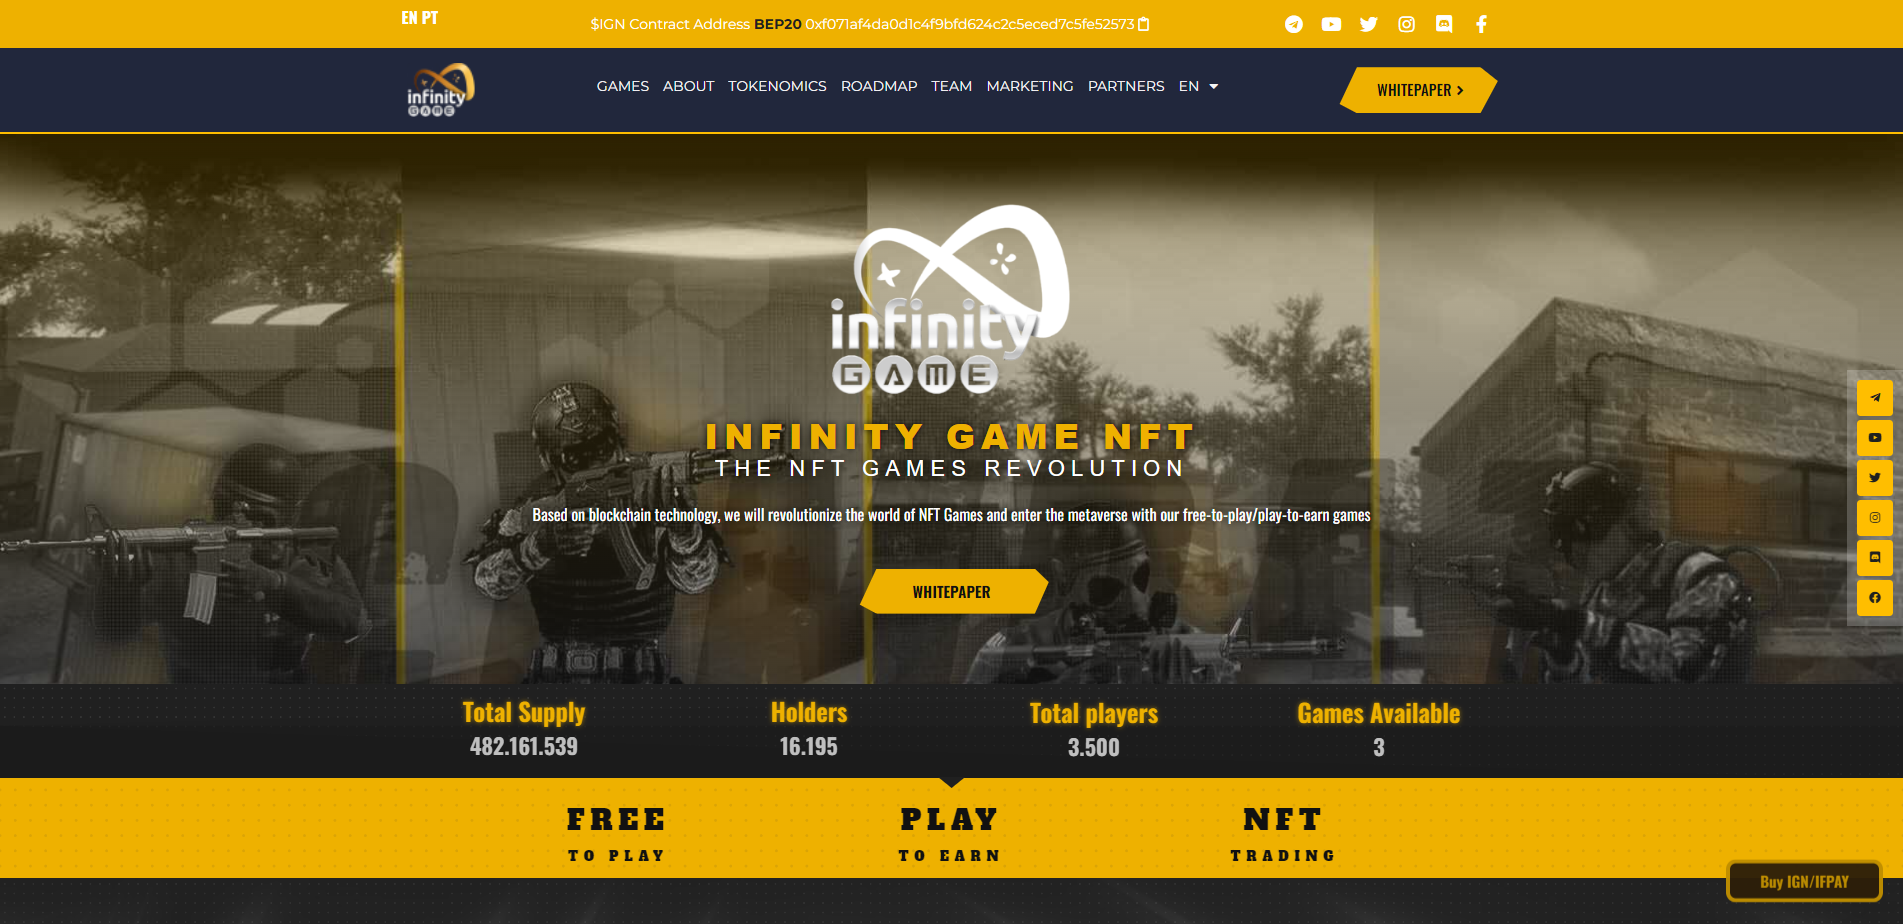 EN PT
$IGN Contract Address BEP20 0xf071af4da0d1c4f9bfd624c2c5eced7c5fe52573
infinity
GAME
GAMES ABOUT TOKENOMICS ROADMAP TEAM MARKETING PARTNERS EN
WHITEPAPER
infinity
GAME
INFINITY GAME NFT
THE NFT GAMES REVOLUTION
Based on blockchain technology, we will revolutionize the world of NFT Games and enter the metaverse with our free-to-play/play-to-earn games
WHITEPAPER
Total Supply
482.161.539
Holders
16.195
Total players
3.500
Games Available
3
FREE
TO PLAY
PLAY
TO EARN
NFT
TRADING
Buy IGN/IFPAY